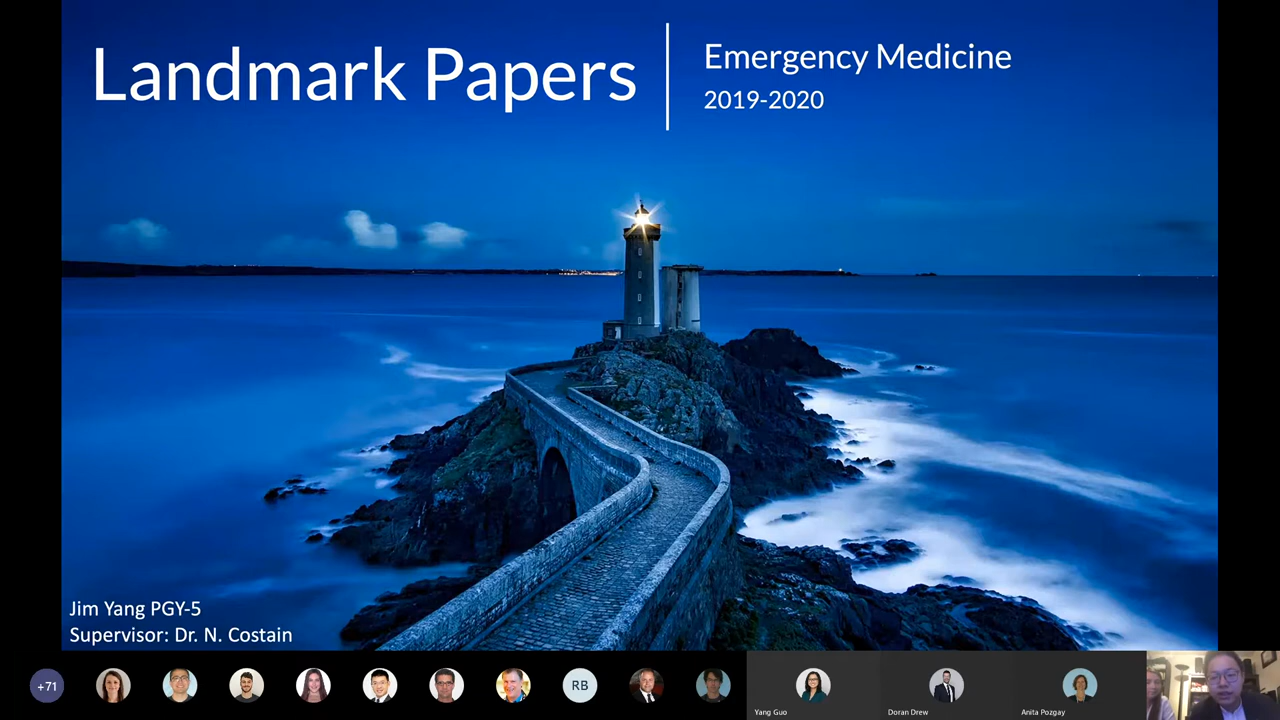 Landmark Papers
Emergency Medicine
2019-2020
Jim Yang PGY-5
Supervisor: Dr. N. Costain
+71
RB
Yang Guo
Doran Drew
Anita Pozgay